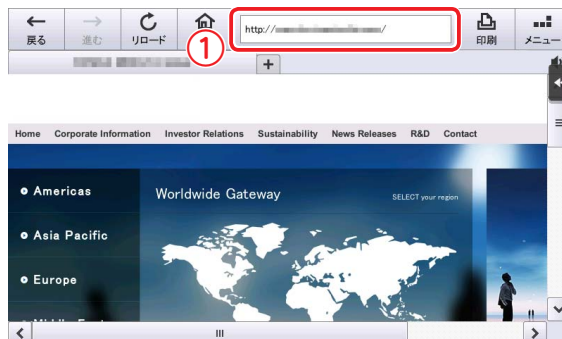 戻る 進む リロード http:// / 印刷 メニュー
1
+
Home Corporate Information Investor Relations Sustainability News Releases R&D Contact
Americas Worldwide Gateway SELECT your region
Asia Pacific
Europe